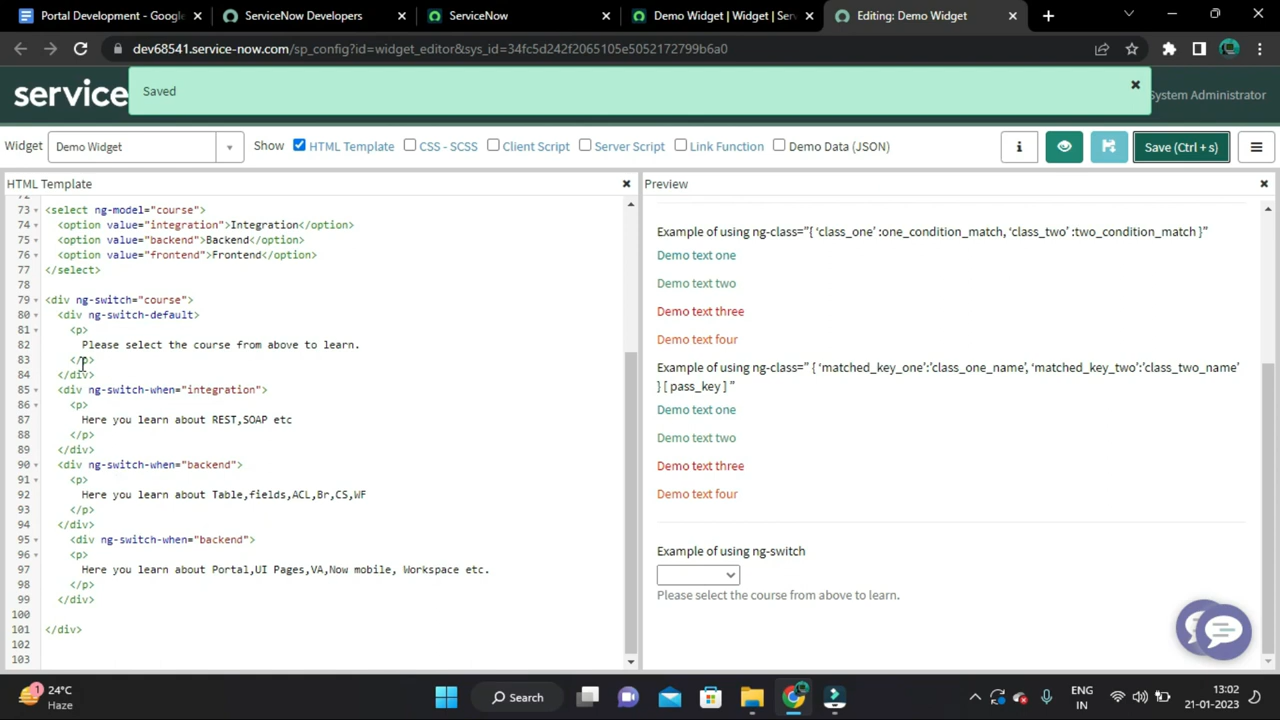 Portal Development - Google
ServiceNow Developers
ServiceNow
Demo Widget | Widget | Serv
Editing: Demo Widget
dev68541.service-now.com/sp_config?id=widget_editor&sys_id=34fc5d242f2065105e5052172799b6a0
service
Saved
System Administrator
Widget
Demo Widget
Show
HTML Template
CSS - SCSS
Client Script
Server Script
Link Function
Demo Data (JSON)
Save (Ctrl + s)
HTML Template
72
73 <select ng-model="course">
74 <option value="integration">Integration</option>
75 <option value="backend">Backend</option>
76 <option value="frontend">Frontend</option>
77 </select>
78
79 <div ng-switch="course">
80 <div ng-switch-default>
81 <p>
82 Please select the course from above to learn.
83 </p>
84 </div>
85 <div ng-switch-when="integration">
86 <p>
87 Here you learn about REST,SOAP etc
88 </p>
89 </div>
90 <div ng-switch-when="backend">
91 <p>
92 Here you learn about Table,fields,ACL,Br,CS,WF
93 </p>
94 </div>
95 <div ng-switch-when="backend">
96 <p>
97 Here you learn about Portal,UI Pages,VA,Now mobile, Workspace etc.
98 </p>
99 </div>
100
101 </div>
102
103
Preview
Example of using ng-class="{ ‘class_one’ :one_condition_match, ‘class_two’ :two_condition_match }"
Demo text one
Demo text two
Demo text three
Demo text four
Example of using ng-class=" { ‘matched_key_one’:’class_one_name’, ‘matched_key_two’:’class_two_name’
} [ pass_key ] ”
Demo text one
Demo text two
Demo text three
Demo text four
Example of using ng-switch
Please select the course from above to learn.
1
24°C
Haze
Search
ENG
IN
13:02
21-01-2023